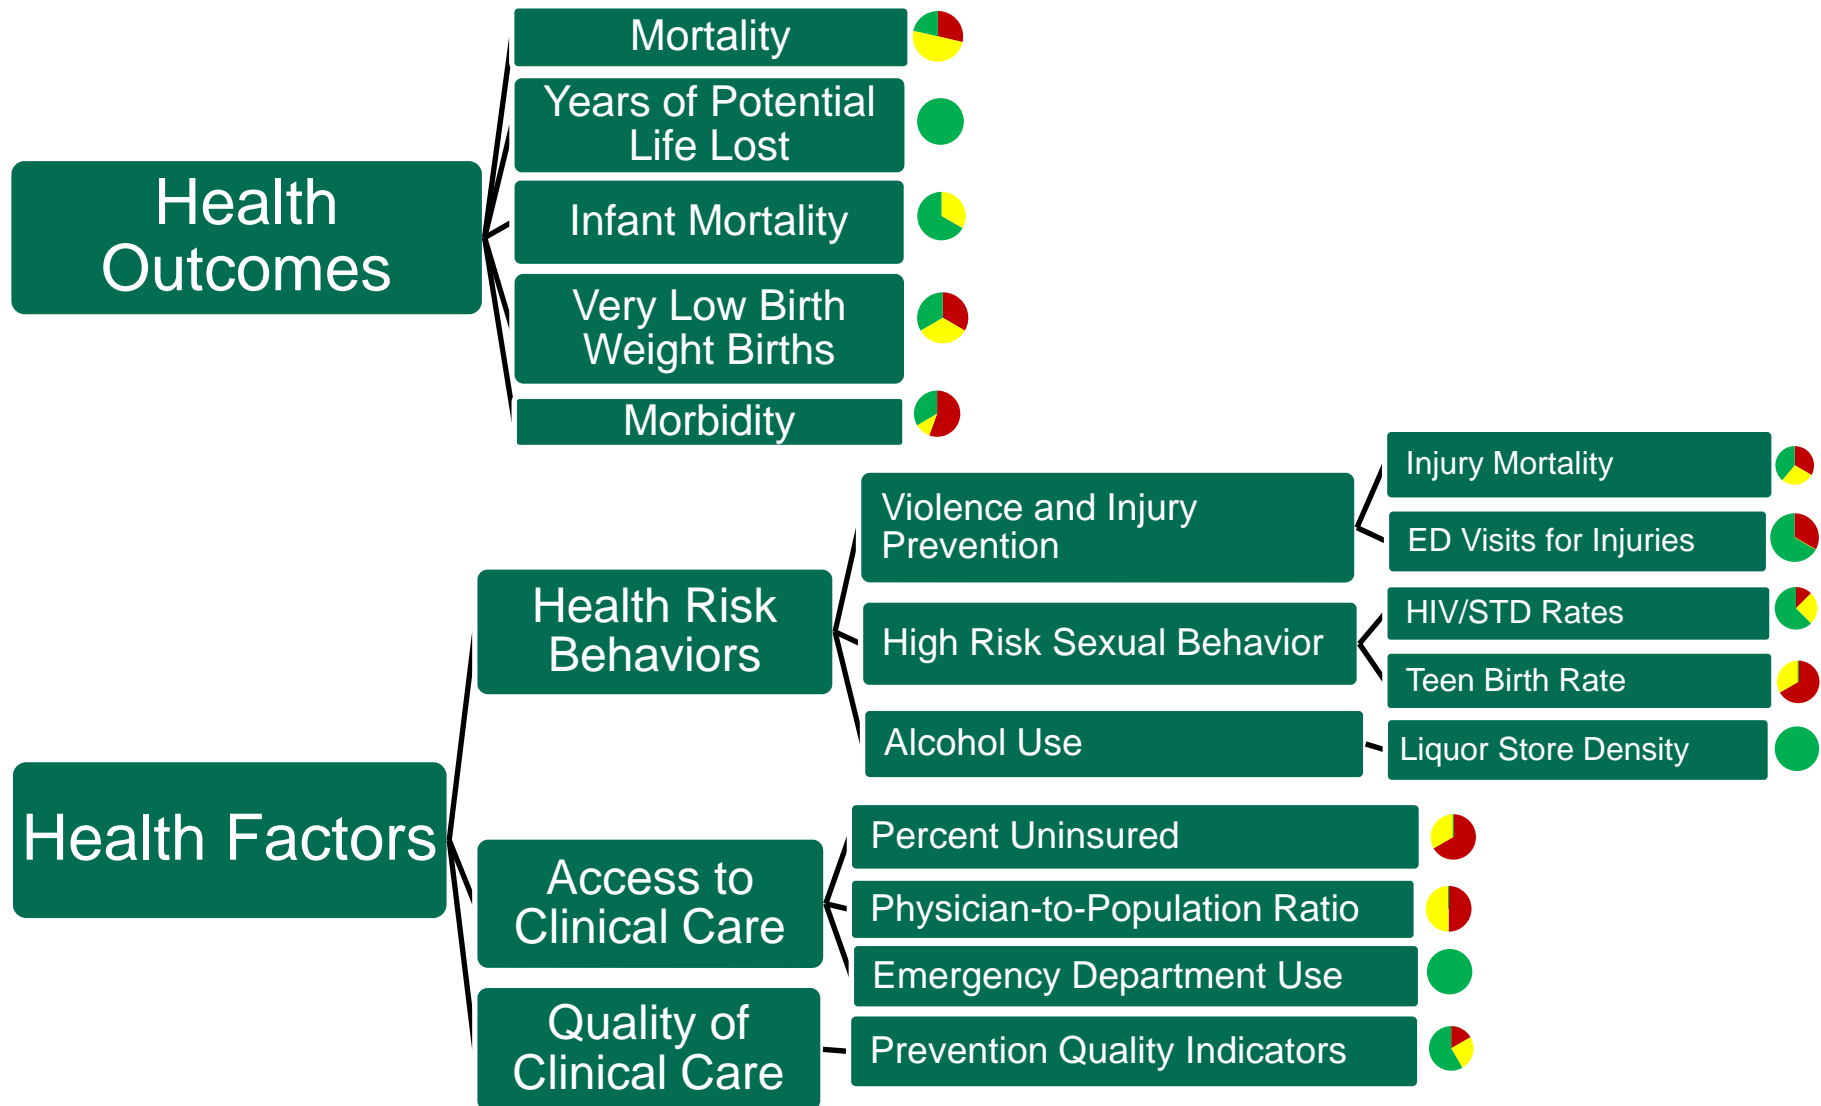 Health
Outcomes
Mortality
Years of Potential
Life Lost
Infant Mortality
Very Low Birth
Weight Births
Morbidity
Health Factors
Health Risk
Behaviors
Violence and Injury
Prevention
Injury Mortality
ED Visits for Injuries
High Risk Sexual Behavior
HIV/STD Rates
Teen Birth Rate
Alcohol Use
Liquor Store Density
Access to
Clinical Care
Percent Uninsured
Physician-to-Population Ratio
Emergency Department Use
Quality of
Clinical Care
Prevention Quality Indicators